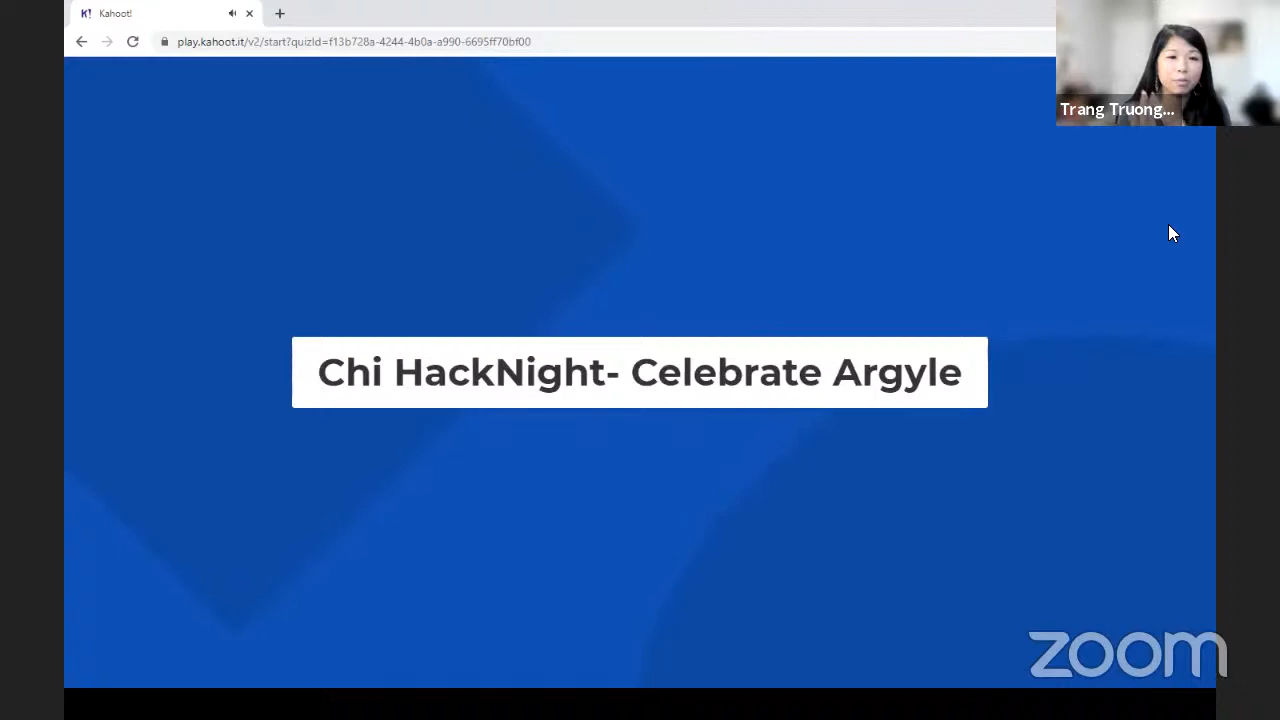 K! Kahoot!
play.kahoot.it/v2/start?quizId=f13b728a-4244-4b0a-a990-6695ff70bf00
Trang Truong...
Chi HackNight- Celebrate Argyle
zoom